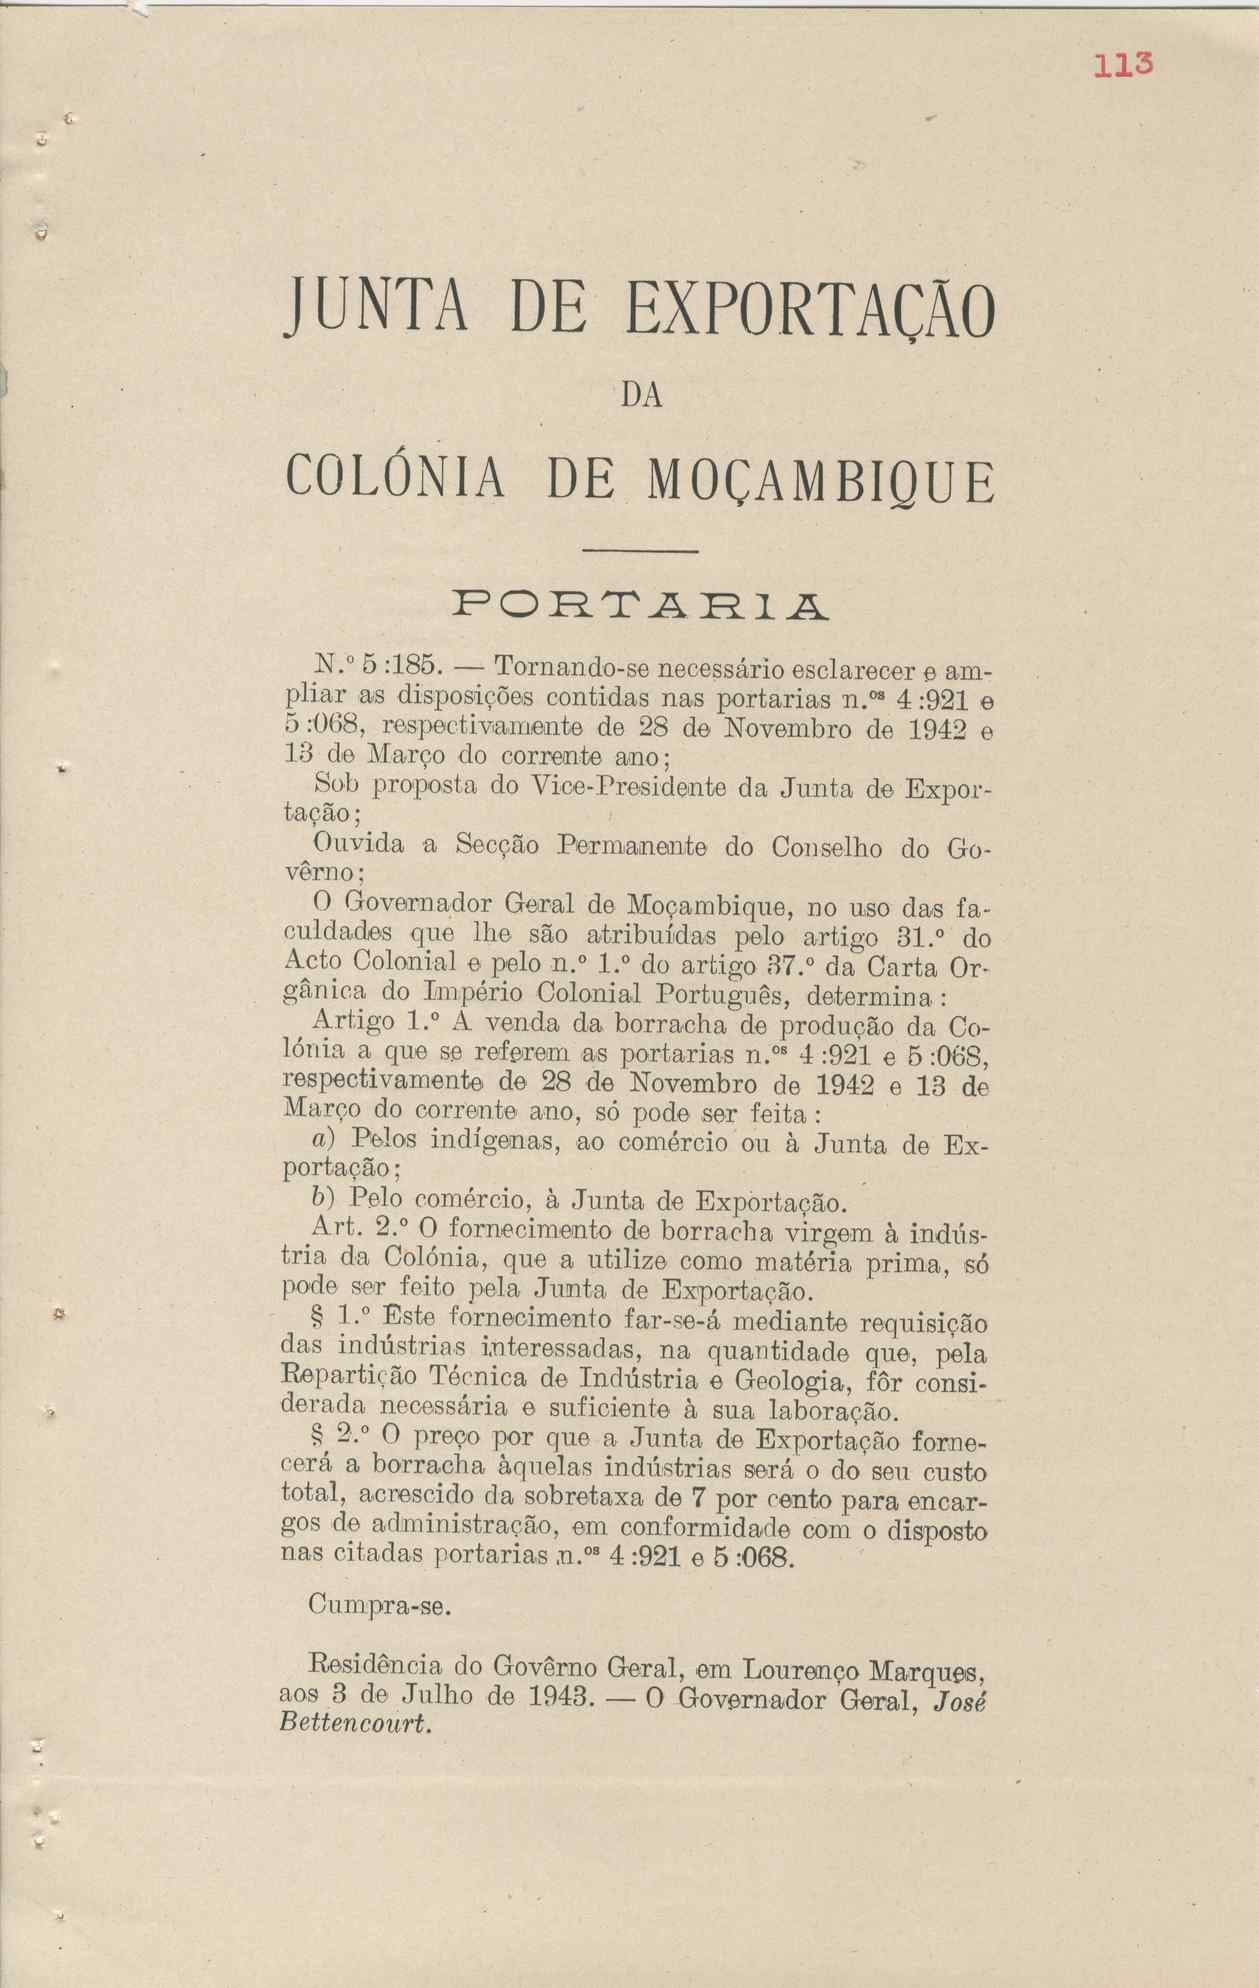 113
JUNTA DE EXPORTAÇÃO
DA
COLÓNIA DE MOÇAMBIQUE
PORTARIA
N.º 5:185. — Tornando-se necessário esclarecer e am-
pliar as disposições contidas nas portarias n.os 4:921 e
5:068, respectivamente de 28 de Novembro de 1942 e
13 de Março do corrente ano;
Sob proposta do Vice-Presidente da Junta de Expor-
tação;
Ouvida a Secção Permanente do Conselho do Go-
vêrno;
O Governador Geral de Moçambique, no uso das fa-
culdades que lhe são atribuídas pelo artigo 31.º do
Acto Colonial e pelo n.º 1.º do artigo 37.º da Carta Or-
gânica do Império Colonial Português, determina:
Artigo 1.º A venda da borracha de produção da Co-
lónia a que se referem as portarias n.os 4:921 e 5:068,
respectivamente de 28 de Novembro de 1942 e 13 de
Março do corrente ano, só pode ser feita:
a) Pelos indígenas, ao comércio ou à Junta de Ex-
portação;
b) Pelo comércio, à Junta de Exportação.
Art. 2.º O fornecimento de borracha virgem à indús-
tria da Colónia, que a utilize como matéria prima, só
pode ser feito pela Junta de Exportação.
§ 1.º Este fornecimento far-se-á mediante requisição
das indústrias interessadas, na quantidade que, pela
Repartição Técnica de Indústria e Geologia, fôr consi-
derada necessária e suficiente à sua laboração.
§ 2.º O preço por que a Junta de Exportação forne-
cerá a borracha àquelas indústrias será o do seu custo
total, acrescido da sobretaxa de 7 por cento para encar-
gos de administração, em conformidade com o disposto
nas citadas portarias n.os 4:921 e 5:068.
Cumpra-se.
Residência do Govêrno Geral, em Lourenço Marques,
aos 3 de Julho de 1943. — O Governador Geral, José
Bettencourt.